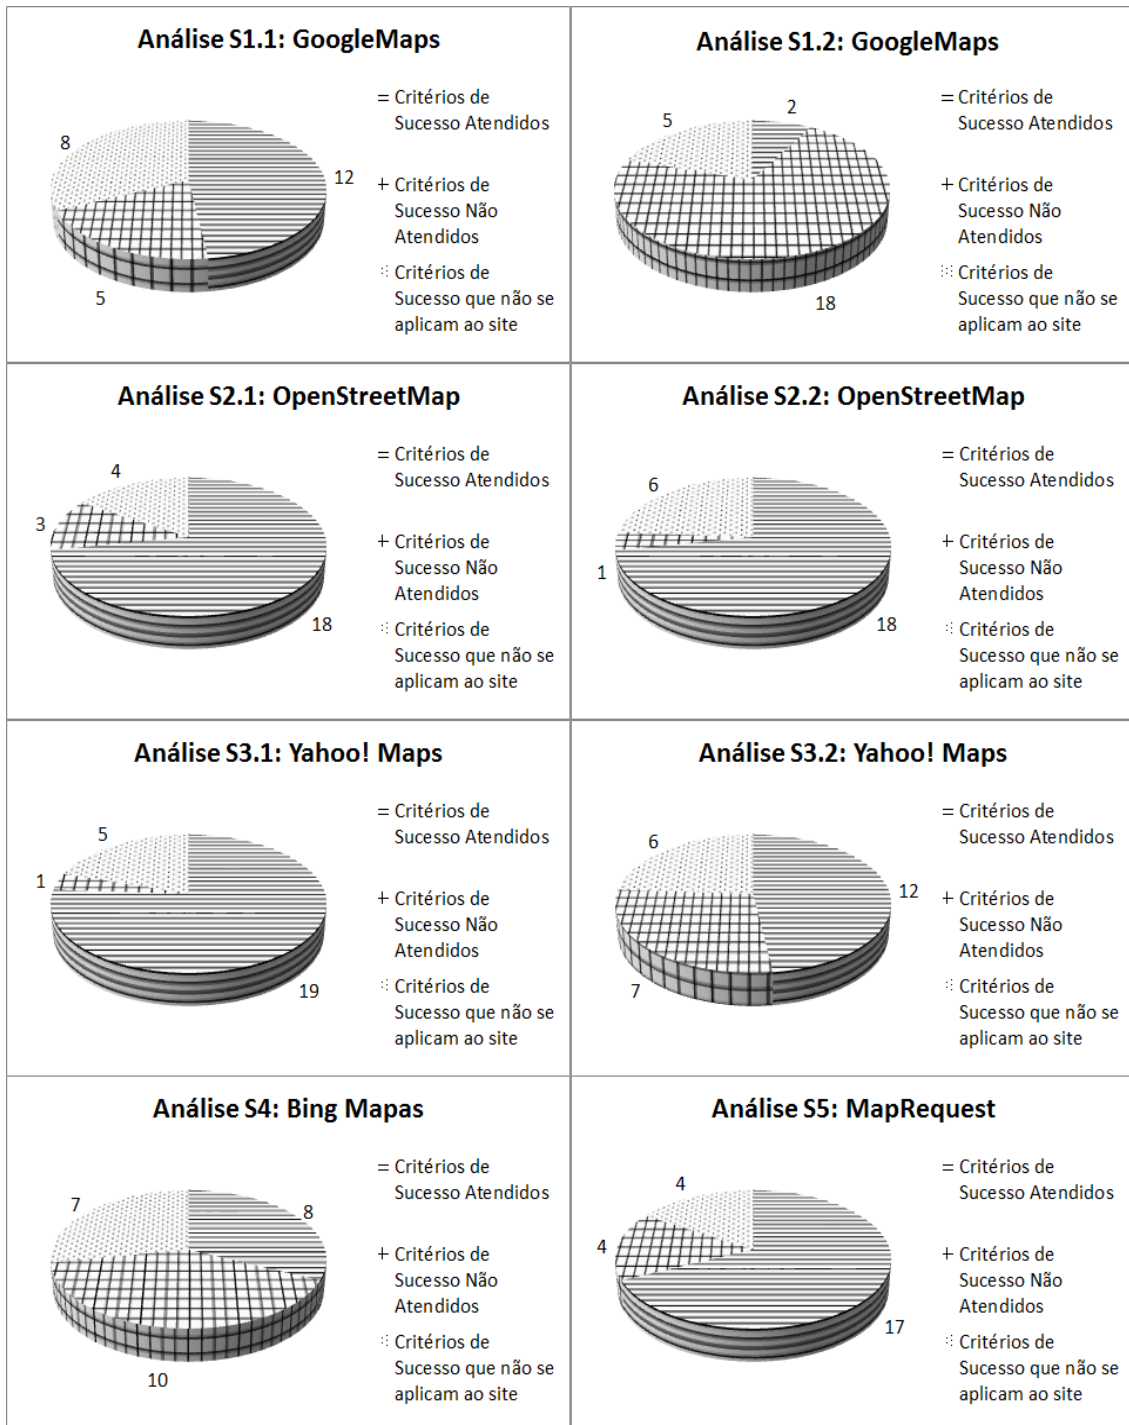 Análise S1.1: GoogleMaps
8
12
5
Critérios de
Sucesso Atendidos
Critérios de
Sucesso Não
Atendidos
Critérios de
Sucesso que não se
aplicam ao site
Análise S1.2: GoogleMaps
5
2
18
Critérios de
Sucesso Atendidos
Critérios de
Sucesso Não
Atendidos
Critérios de
Sucesso que não se
aplicam ao site
Análise S2.1: OpenStreetMap
4
3
18
Critérios de
Sucesso Atendidos
Critérios de
Sucesso Não
Atendidos
Critérios de
Sucesso que não se
aplicam ao site
Análise S2.2: OpenStreetMap
6
1
18
Critérios de
Sucesso Atendidos
Critérios de
Sucesso Não
Atendidos
Critérios de
Sucesso que não se
aplicam ao site
Análise S3.1: Yahoo! Maps
5
1
19
Critérios de
Sucesso Atendidos
Critérios de
Sucesso Não
Atendidos
Critérios de
Sucesso que não se
aplicam ao site
Análise S3.2: Yahoo! Maps
6
12
7
Critérios de
Sucesso Atendidos
Critérios de
Sucesso Não
Atendidos
Critérios de
Sucesso que não se
aplicam ao site
Análise S4: Bing Mapas
7
8
10
Critérios de
Sucesso Atendidos
Critérios de
Sucesso Não
Atendidos
Critérios de
Sucesso que não se
aplicam ao site
Análise S5: MapRequest
4
4
17
Critérios de
Sucesso Atendidos
Critérios de
Sucesso Não
Atendidos
Critérios de
Sucesso que não se
aplicam ao site